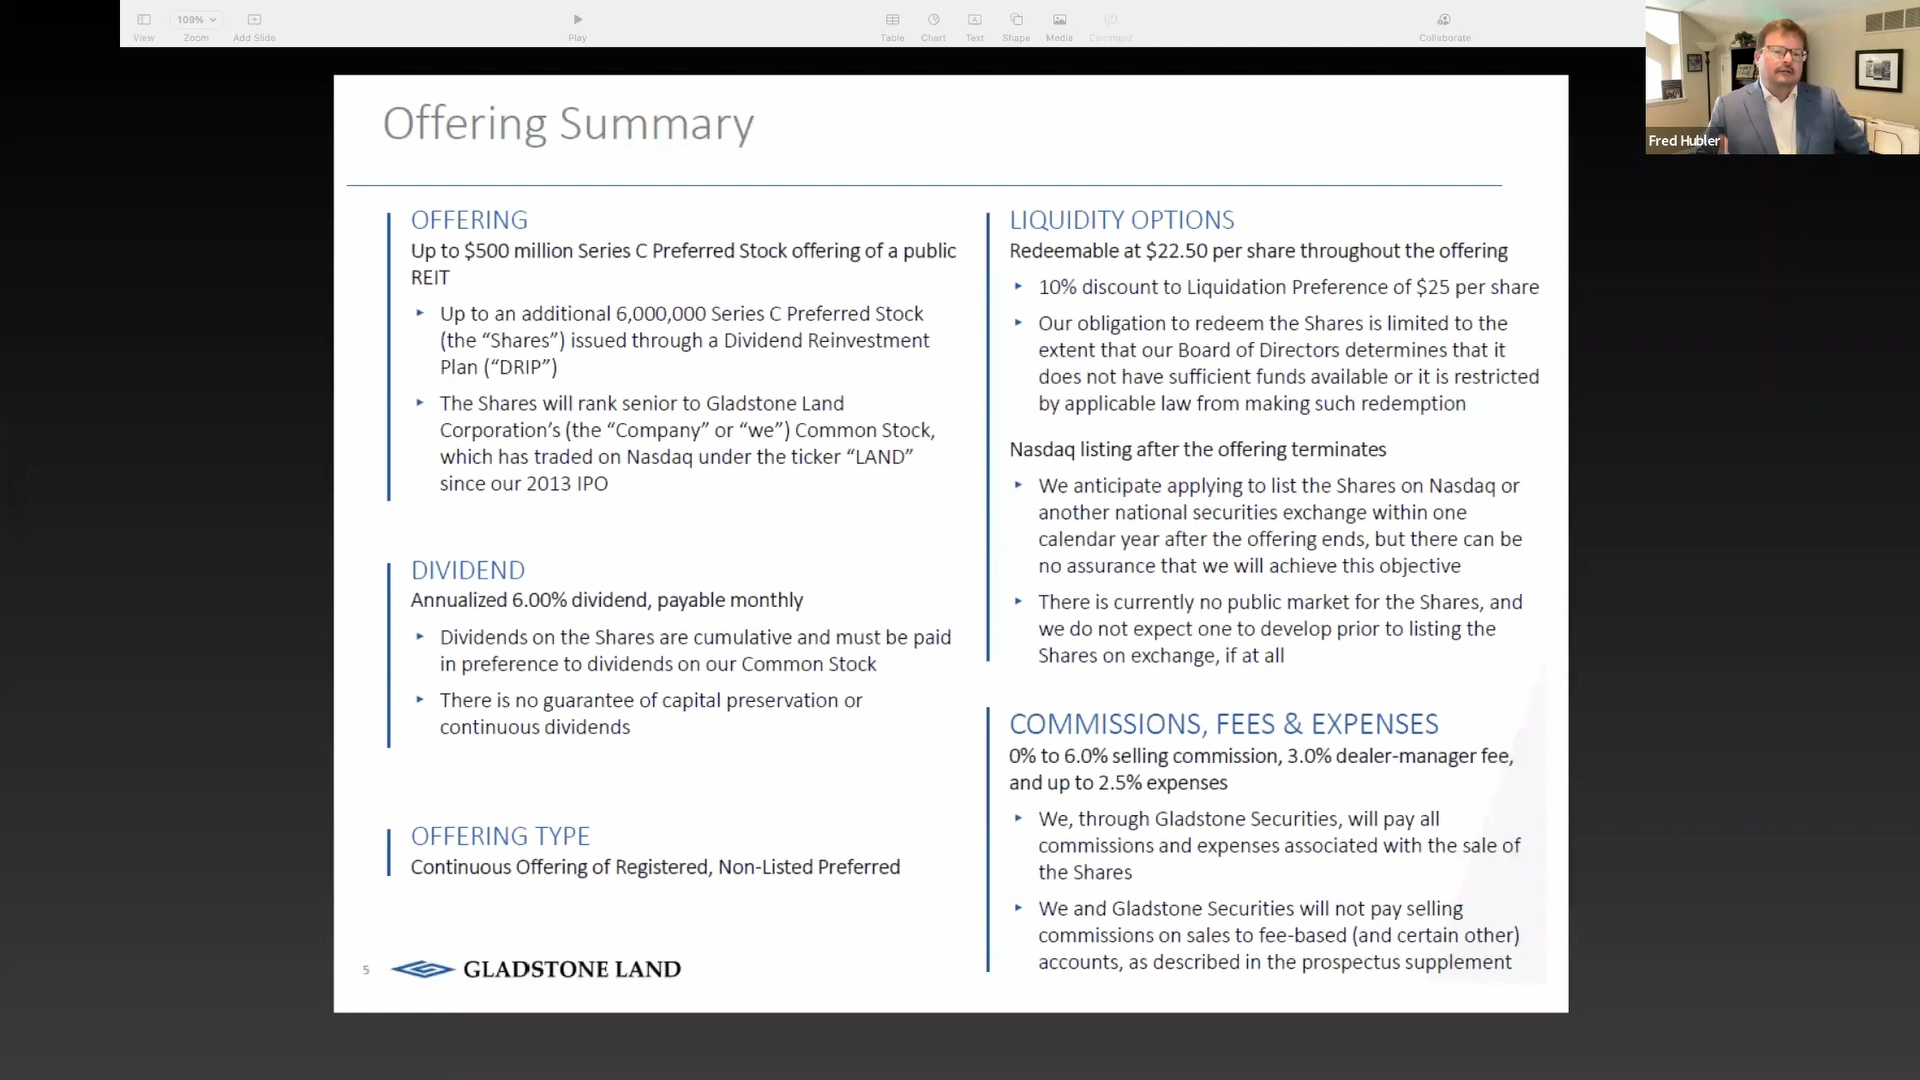 109%
View
Zoom
Add Slide
Play
Table
Chart
Text
Shape
Media
Comment
Collaborate
Fred Hubler
Offering Summary
OFFERING
Up to $500 million Series C Preferred Stock offering of a public
REIT
Up to an additional 6,000,000 Series C Preferred Stock
(the “Shares”) issued through a Dividend Reinvestment
Plan (“DRIP”)
The Shares will rank senior to Gladstone Land
Corporation’s (the “Company” or “we”) Common Stock,
which has traded on Nasdaq under the ticker “LAND”
since our 2013 IPO
DIVIDEND
Annualized 6.00% dividend, payable monthly
Dividends on the Shares are cumulative and must be paid
in preference to dividends on our Common Stock
There is no guarantee of capital preservation or
continuous dividends
OFFERING TYPE
Continuous Offering of Registered, Non-Listed Preferred
LIQUIDITY OPTIONS
Redeemable at $22.50 per share throughout the offering
10% discount to Liquidation Preference of $25 per share
Our obligation to redeem the Shares is limited to the
extent that our Board of Directors determines that it
does not have sufficient funds available or it is restricted
by applicable law from making such redemption
Nasdaq listing after the offering terminates
We anticipate applying to list the Shares on Nasdaq or
another national securities exchange within one
calendar year after the offering ends, but there can be
no assurance that we will achieve this objective
There is currently no public market for the Shares, and
we do not expect one to develop prior to listing the
Shares on exchange, if at all
COMMISSIONS, FEES & EXPENSES
0% to 6.0% selling commission, 3.0% dealer-manager fee,
and up to 2.5% expenses
We, through Gladstone Securities, will pay all
commissions and expenses associated with the sale of
the Shares
We and Gladstone Securities will not pay selling
commissions on sales to fee-based (and certain other)
accounts, as described in the prospectus supplement
5
GLADSTONE LAND